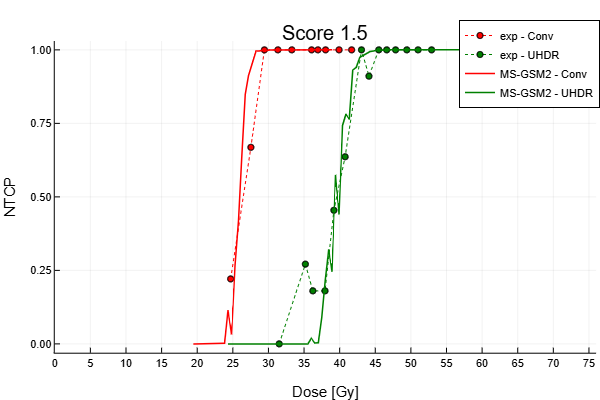 Score 1.5
exp - Conv
exp - UHDR
MS-GSM2 - Conv
MS-GSM2 - UHDR
1.00
0.75
0.50
0.25
0.00
NTCP
0 5 10 15 20 25 30 35 40 45 50 55 60 65 70 75
Dose [Gy]